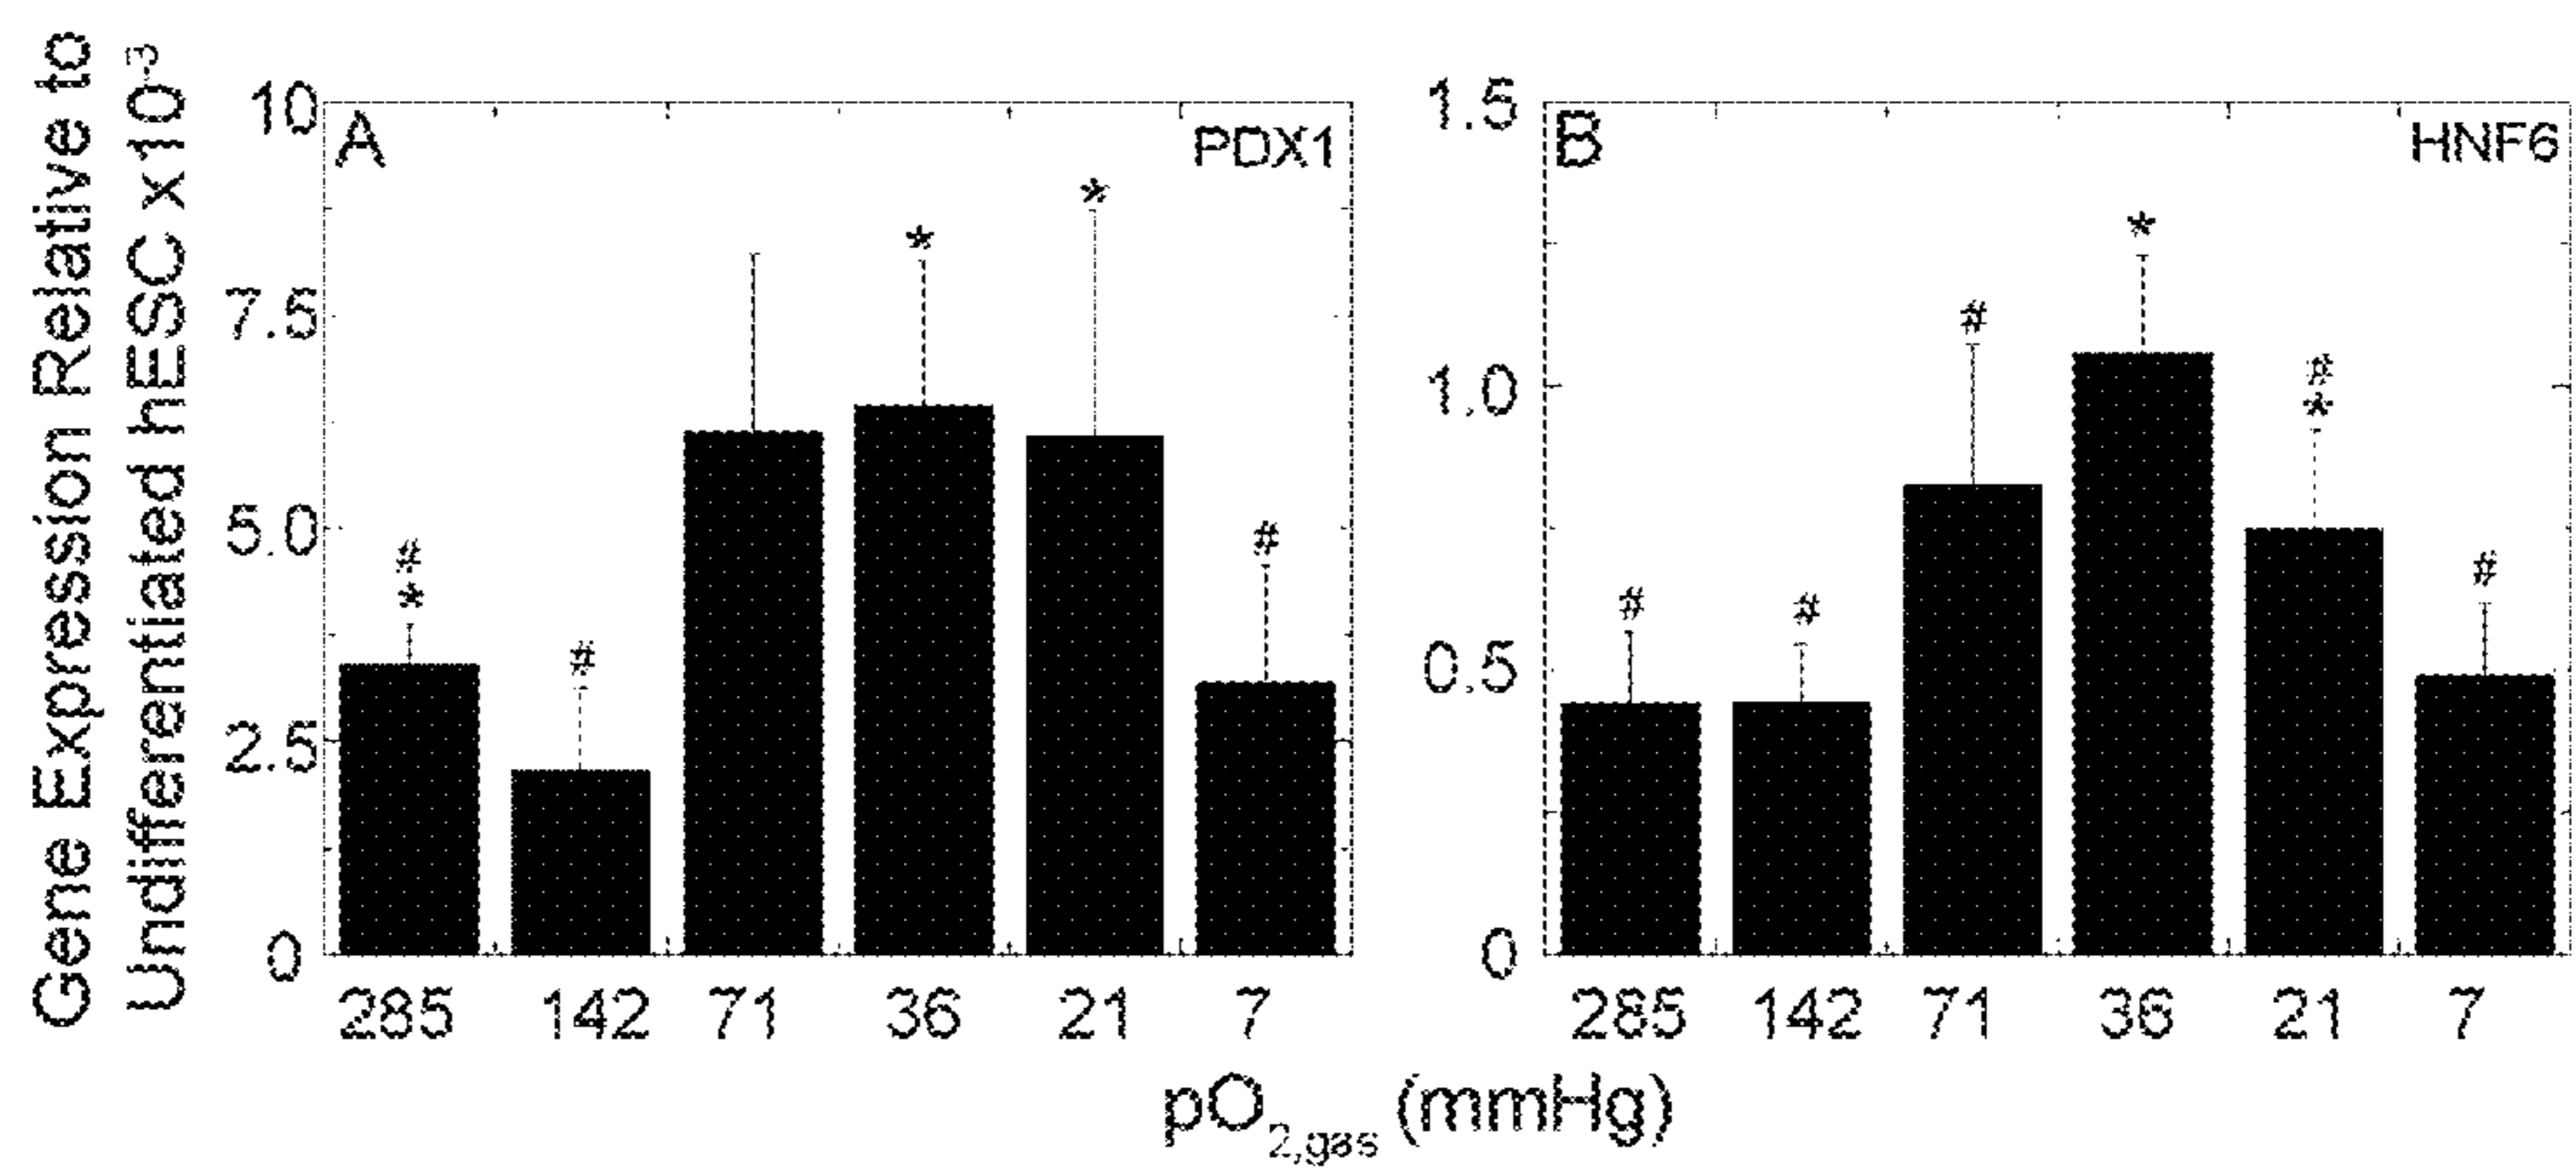 Gene Expression Relative to
Undifferentiated hESC x10-3
A
PDX1
10
7.5
5.0
2.5
0
#
*
#
*
*
#
285 142 71 36 21 7
B
HNF6
1.5
1.0
0.5
0
#
#
#
*
#
*
#
285 142 71 36 21 7
pO2,gas (mmHg)